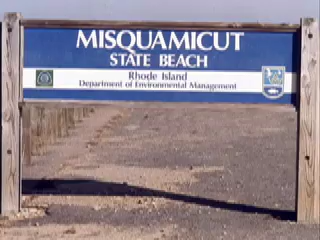 MISQUAMICUT
STATE BEACH
Rhode Island
Department of Environmental Management